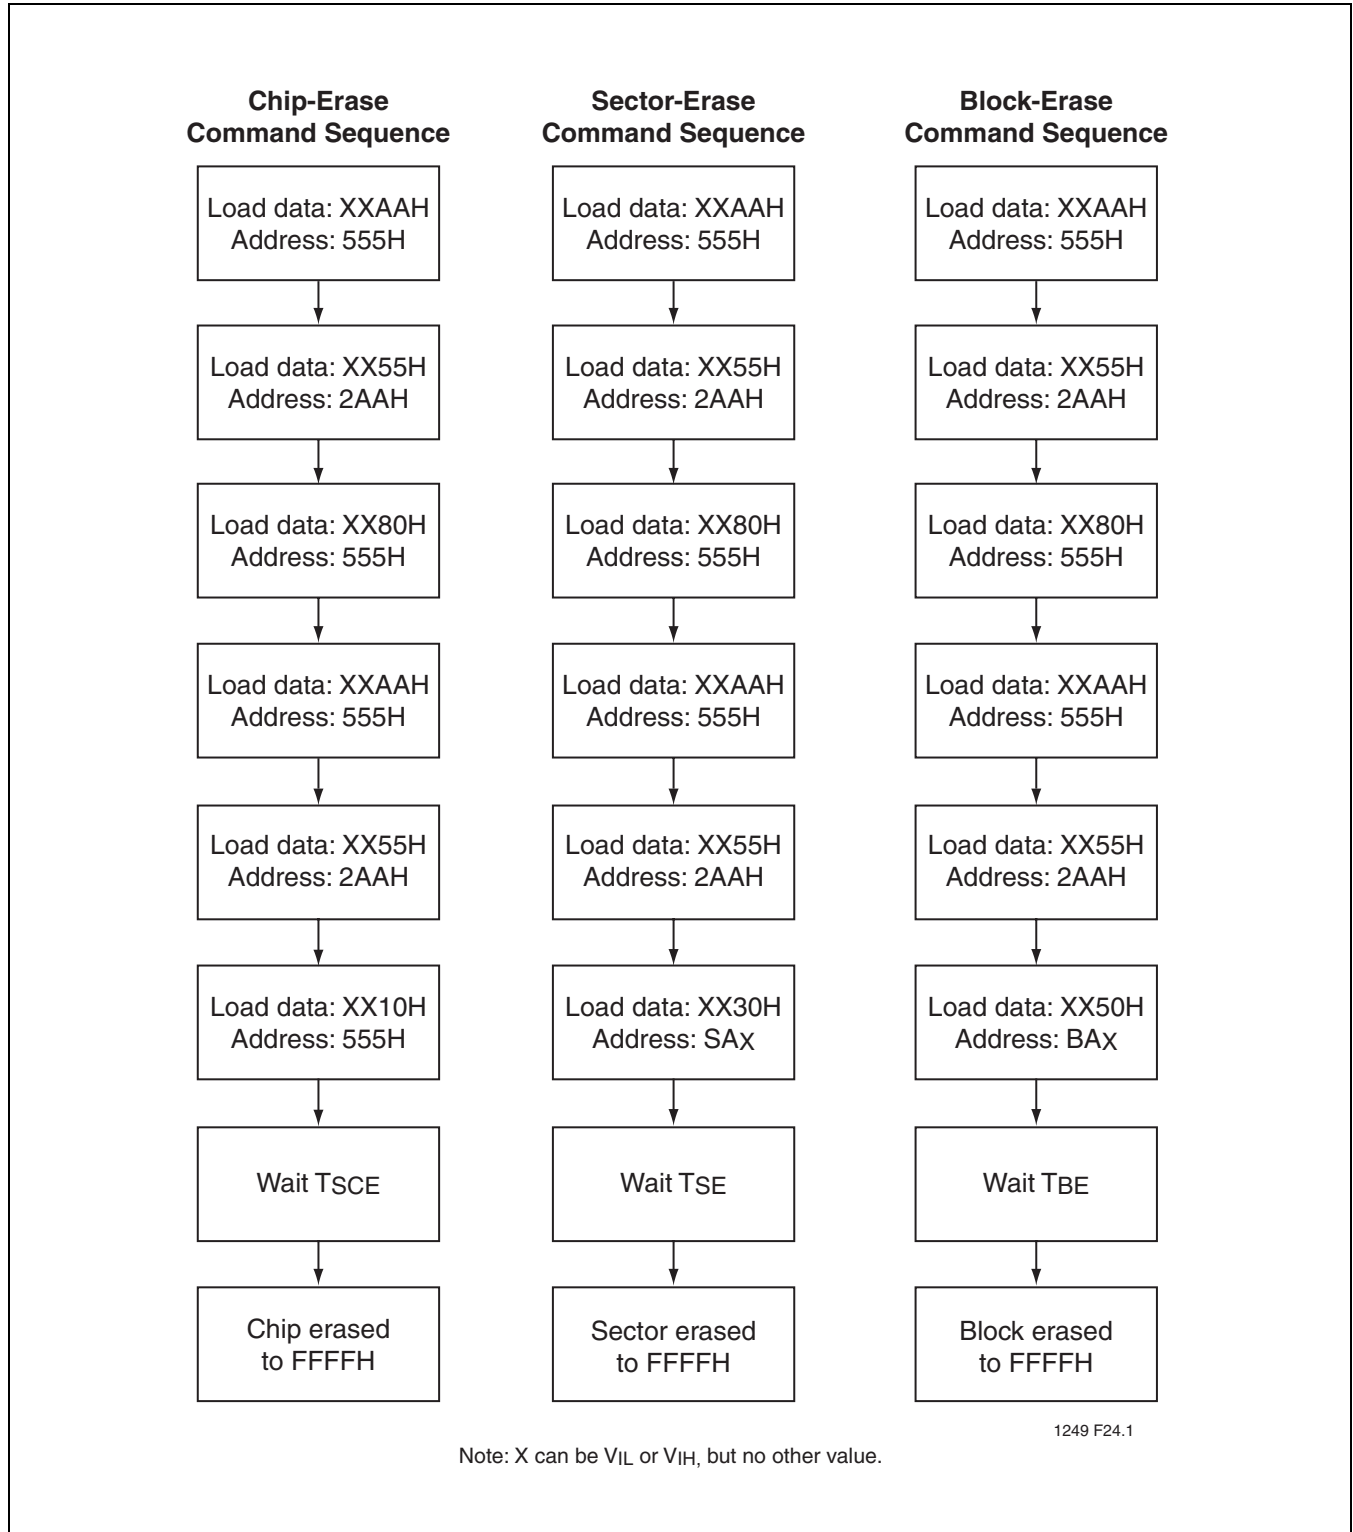 Chip-Erase
Command Sequence
Load data: XXAAH
Address: 555H
Load data: XX55H
Address: 2AAH
Load data: XX80H
Address: 555H
Load data: XXAAH
Address: 555H
Load data: XX55H
Address: 2AAH
Load data: XX10H
Address: 555H
Wait TSCE
Chip erased
to FFFFH
Sector-Erase
Command Sequence
Load data: XXAAH
Address: 555H
Load data: XX55H
Address: 2AAH
Load data: XX80H
Address: 555H
Load data: XXAAH
Address: 555H
Load data: XX55H
Address: 2AAH
Load data: XX30H
Address: SAX
Wait TSE
Sector erased
to FFFFH
Block-Erase
Command Sequence
Load data: XXAAH
Address: 555H
Load data: XX55H
Address: 2AAH
Load data: XX80H
Address: 555H
Load data: XXAAH
Address: 555H
Load data: XX55H
Address: 2AAH
Load data: XX50H
Address: BAX
Wait TBE
Block erased
to FFFFH
1249 F24.1
Note: X can be VIL or VIH, but no other value.